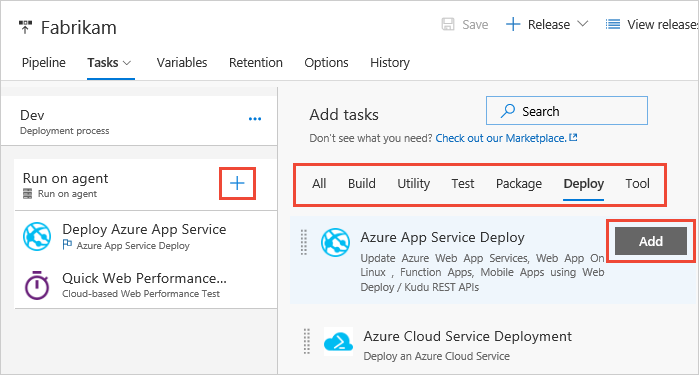 Fabrikam
Save
Release
View releases
Pipeline
Tasks
Variables
Retention
Options
History
Dev
Deployment process
Run on agent
Run on agent
Deploy Azure App Service
Azure App Service Deploy
Quick Web Performance...
Cloud-based Web Performance Test
Add tasks
Search
Don't see what you need? Check out our Marketplace.
All
Build
Utility
Test
Package
Deploy
Tool
Azure App Service Deploy
Add
Update Azure Web App Services, Web App On
Linux , Function Apps, Mobile Apps using Web
Deploy / Kudu REST APIs
Azure Cloud Service Deployment
Deploy an Azure Cloud Service